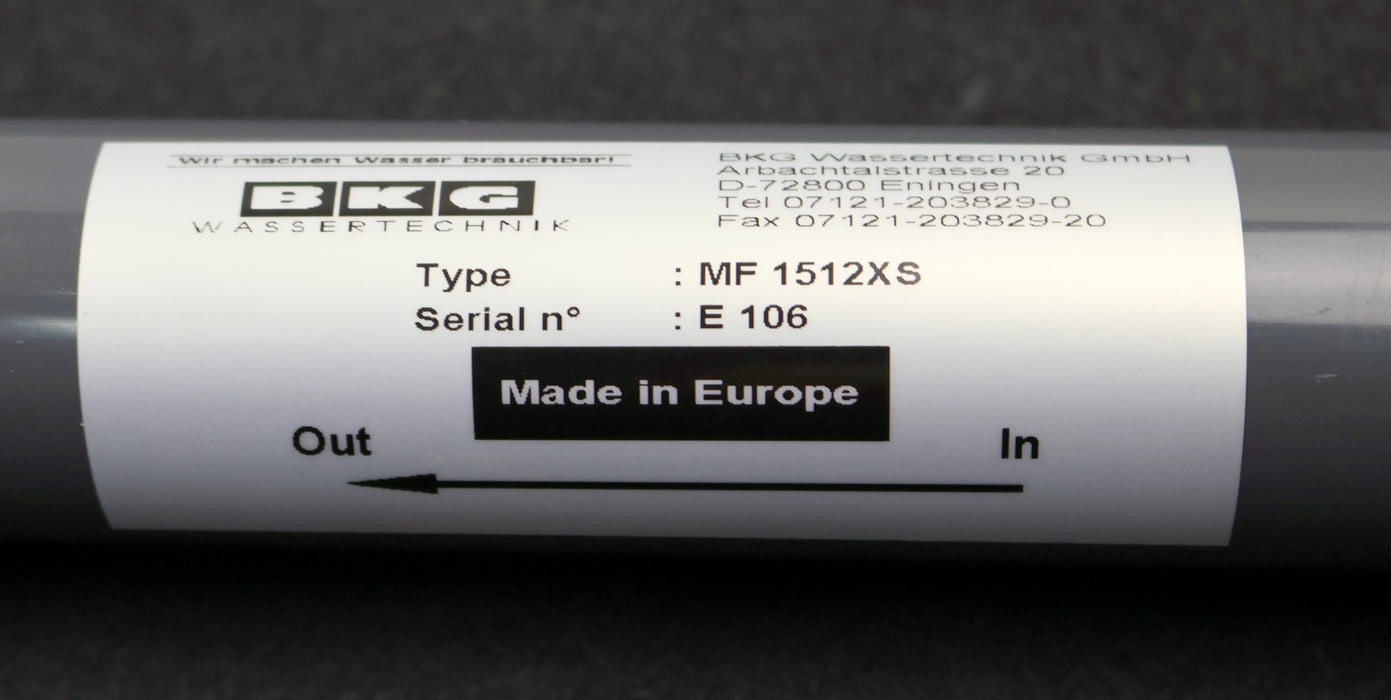 Wir machen Wasser brauchbar!
BKG
WASSERTECHNIK
BKG Wassertechnik GmbH
Arbachtalstrasse 20
D-72800 Eningen
Tel 07121-203829-0
Fax 07121-203829-20
Type : MF 1512XS
Serial n° : E 106
Made in Europe
Out In